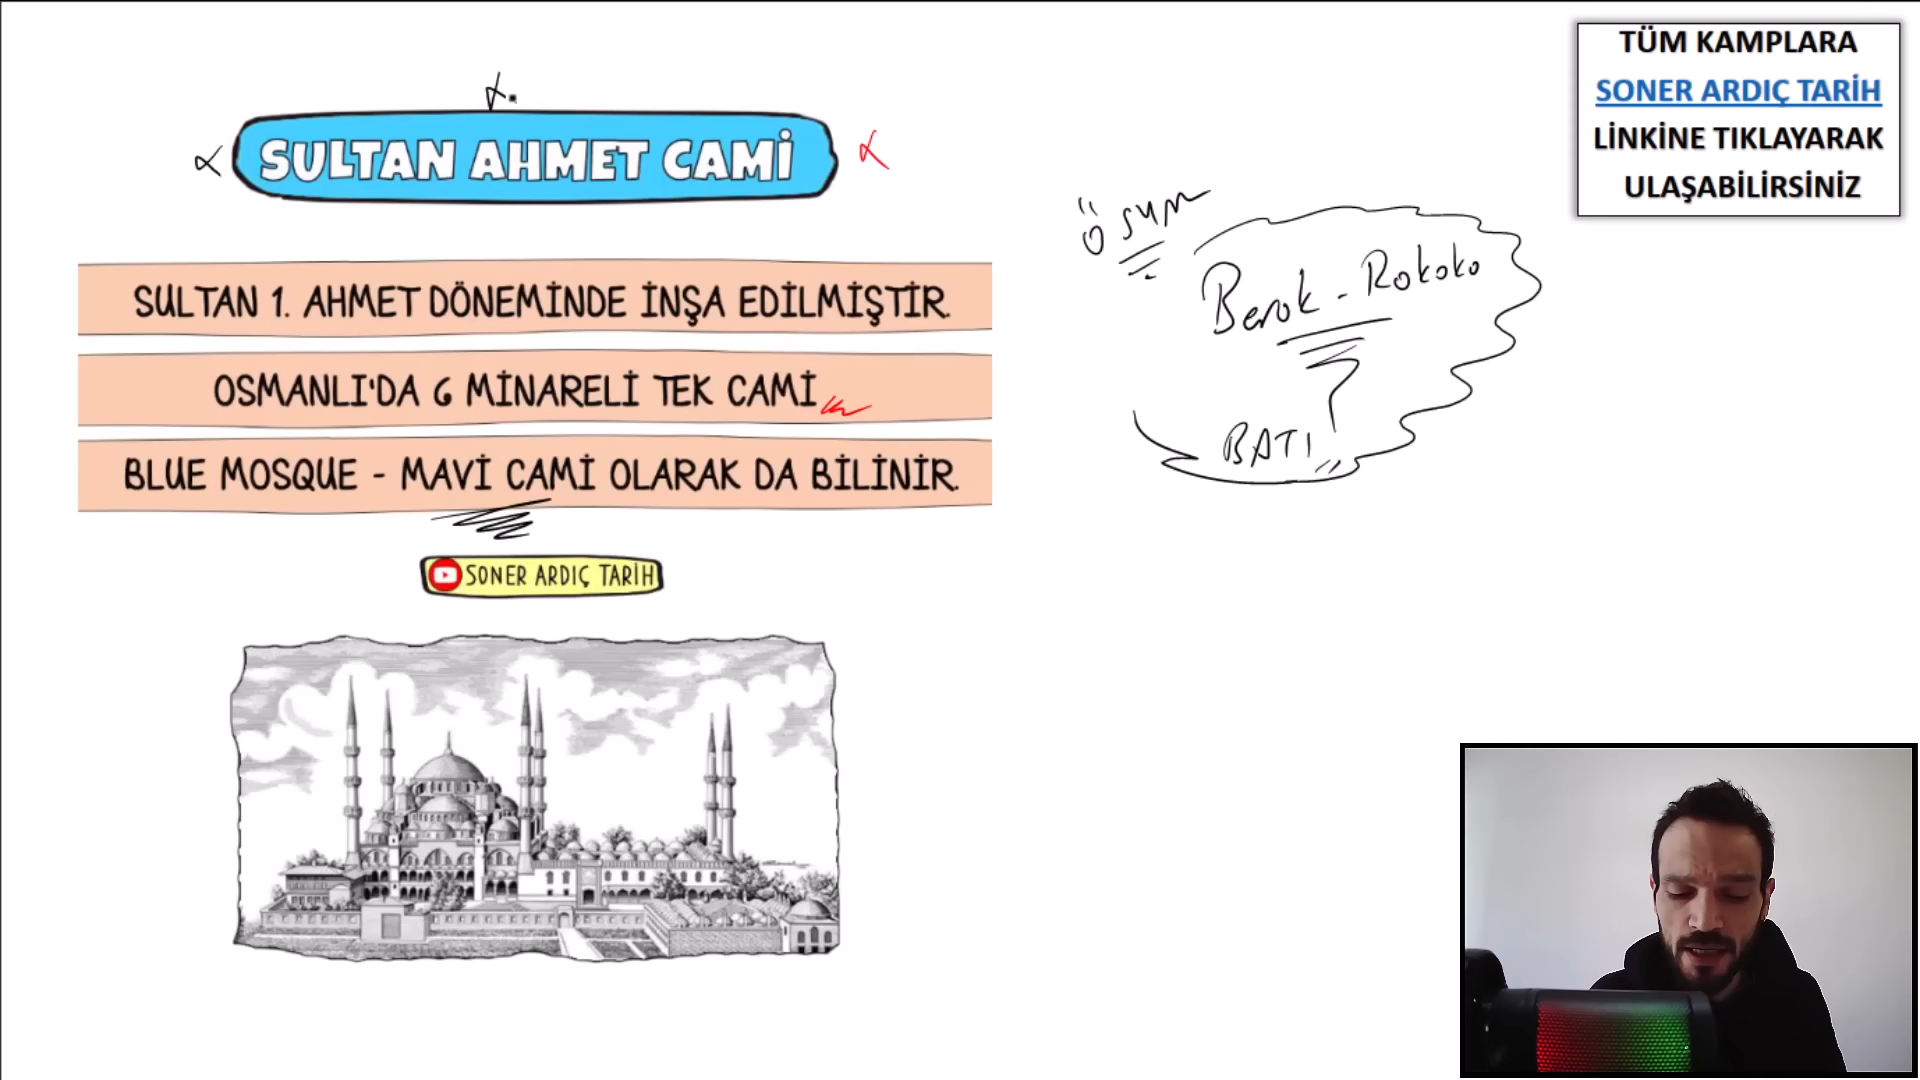 SULTAN AHMET CAMİ
SULTAN 1. AHMET DÖNEMİNDE İNŞA EDİLMİŞTİR.
OSMANLI'DA 6 MİNARELİ TEK CAMİ
BLUE MOSQUE - MAVİ CAMİ OLARAK DA BİLİNİR.
SONER ARDIÇ TARİH
Barok - Rokoko
BATI
TÜM KAMPLARA
SONER ARDIÇ TARİH
LİNKİNE TIKLAYARAK
ULAŞABİLİRSİNİZ